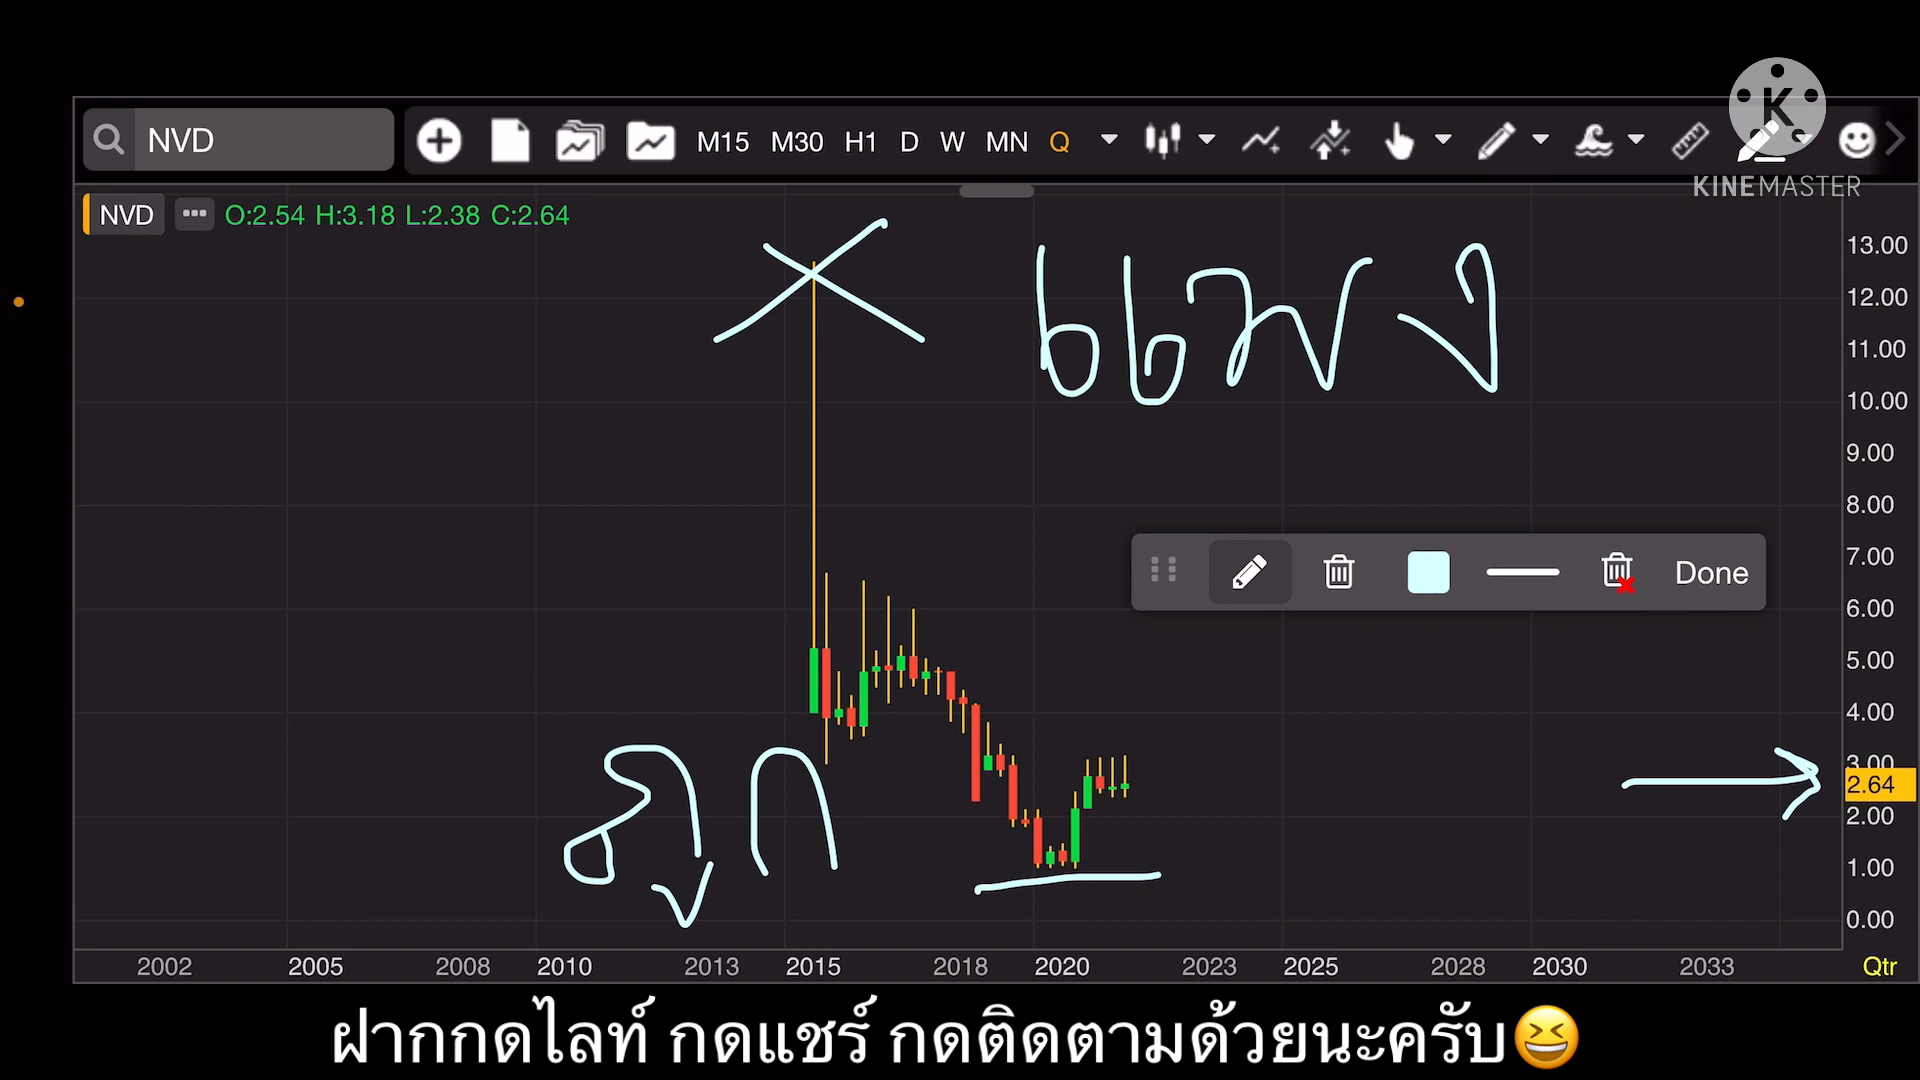 NVD M15 M30 H1 D W MN Q
K
KINEMASTER
NVD ••• O:2.54 H:3.18 L:2.38 C:2.64
แพง
13.00
12.00
11.00
10.00
9.00
8.00
7.00
Done
6.00
5.00
4.00
3.00
2.64
2.00
ถูก
1.00
0.00
2002 2005 2008 2010 2013 2015 2018 2020 2023 2025 2028 2030 2033 Qtr
ฝากกดไลท์ กดแชร์ กดติดตามด้วยนะครับ😆